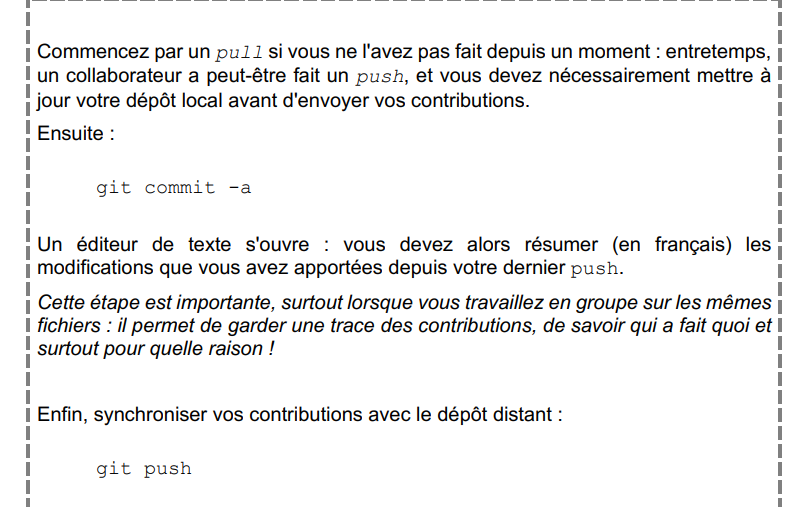 Commencez par un pull si vous ne l'avez pas fait depuis un moment : entretemps,
un collaborateur a peut-être fait un push, et vous devez nécessairement mettre à
jour votre dépôt local avant d'envoyer vos contributions.
Ensuite :
git commit -a
Un éditeur de texte s'ouvre : vous devez alors résumer (en français) les
modifications que vous avez apportées depuis votre dernier push.
Cette étape est importante, surtout lorsque vous travaillez en groupe sur les mêmes
fichiers : il permet de garder une trace des contributions, de savoir qui a fait quoi et
surtout pour quelle raison !
Enfin, synchroniser vos contributions avec le dépôt distant :
git push